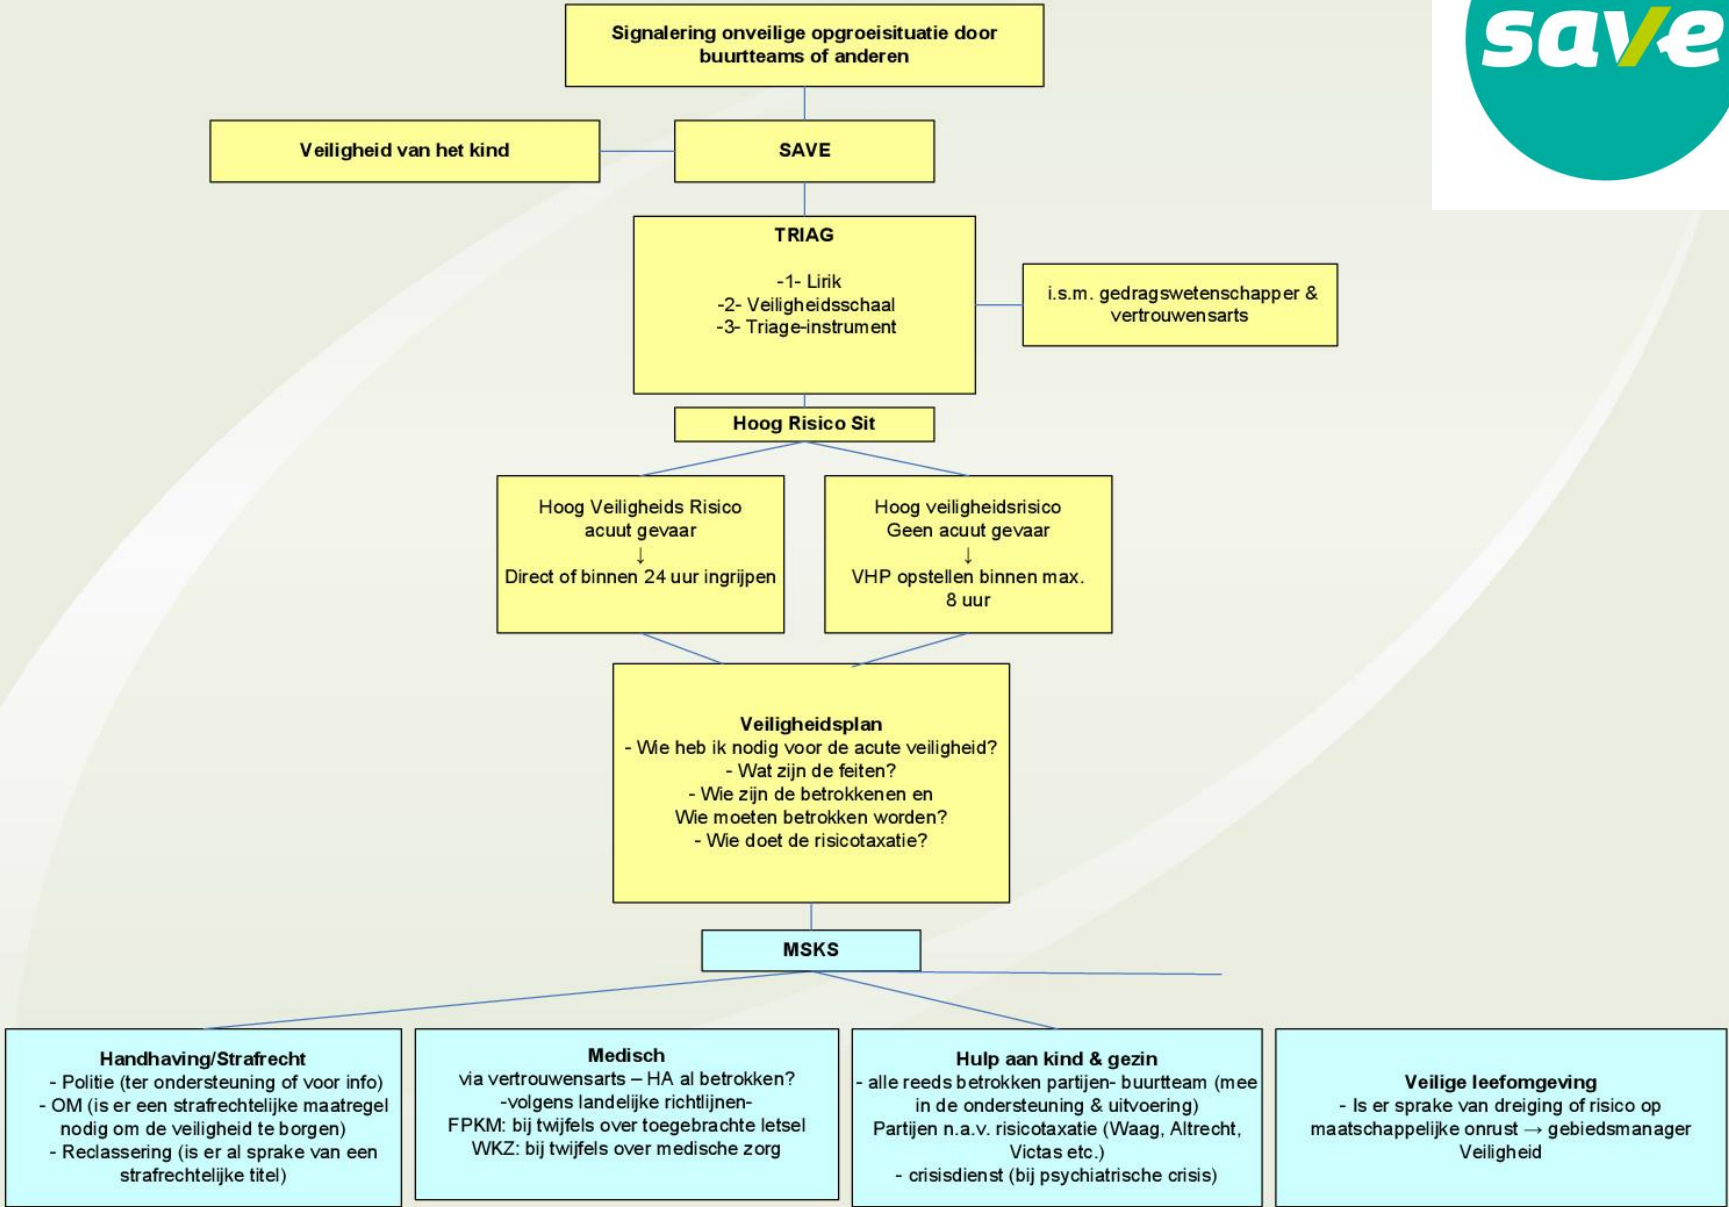 save
Signalering onveilige opgroeisituatie door
buurtteams of anderen
Veiligheid van het kind
SAVE
TRIAG
-1- Lirik
-2- Veiligheidsschaal
-3- Triage-instrument
i.s.m. gedragswetenschapper &
vertrouwensarts
Hoog Risico Sit
Hoog Veiligheids Risico
acuut gevaar
↓
Direct of binnen 24 uur ingrijpen
Hoog veiligheidsrisico
Geen acuut gevaar
↓
VHP opstellen binnen max.
8 uur
Veiligheidsplan
- Wie heb ik nodig voor de acute veiligheid?
- Wat zijn de feiten?
- Wie zijn de betrokkenen en
Wie moeten betrokken worden?
- Wie doet de risicotaxatie?
MSKS
Handhaving/Strafrecht
- Politie (ter ondersteuning of voor info)
- OM (is er een strafrechtelijke maatregel
nodig om de veiligheid te borgen)
- Reclassering (is er al sprake van een
strafrechtelijke titel)
Medisch
via vertrouwensarts – HA al betrokken?
-volgens landelijke richtlijnen-
FPKM: bij twijfels over toegebrachte letsel
WKZ: bij twijfels over medische zorg
Hulp aan kind & gezin
- alle reeds betrokken partijen- buurtteam (mee
in de ondersteuning & uitvoering)
Partijen n.a.v. risicotaxatie (Waag, Altrecht,
Victas etc.)
- crisisdienst (bij psychiatrische crisis)
Veilige leefomgeving
- Is er sprake van dreiging of risico op
maatschappelijke onrust → gebiedsmanager
Veiligheid